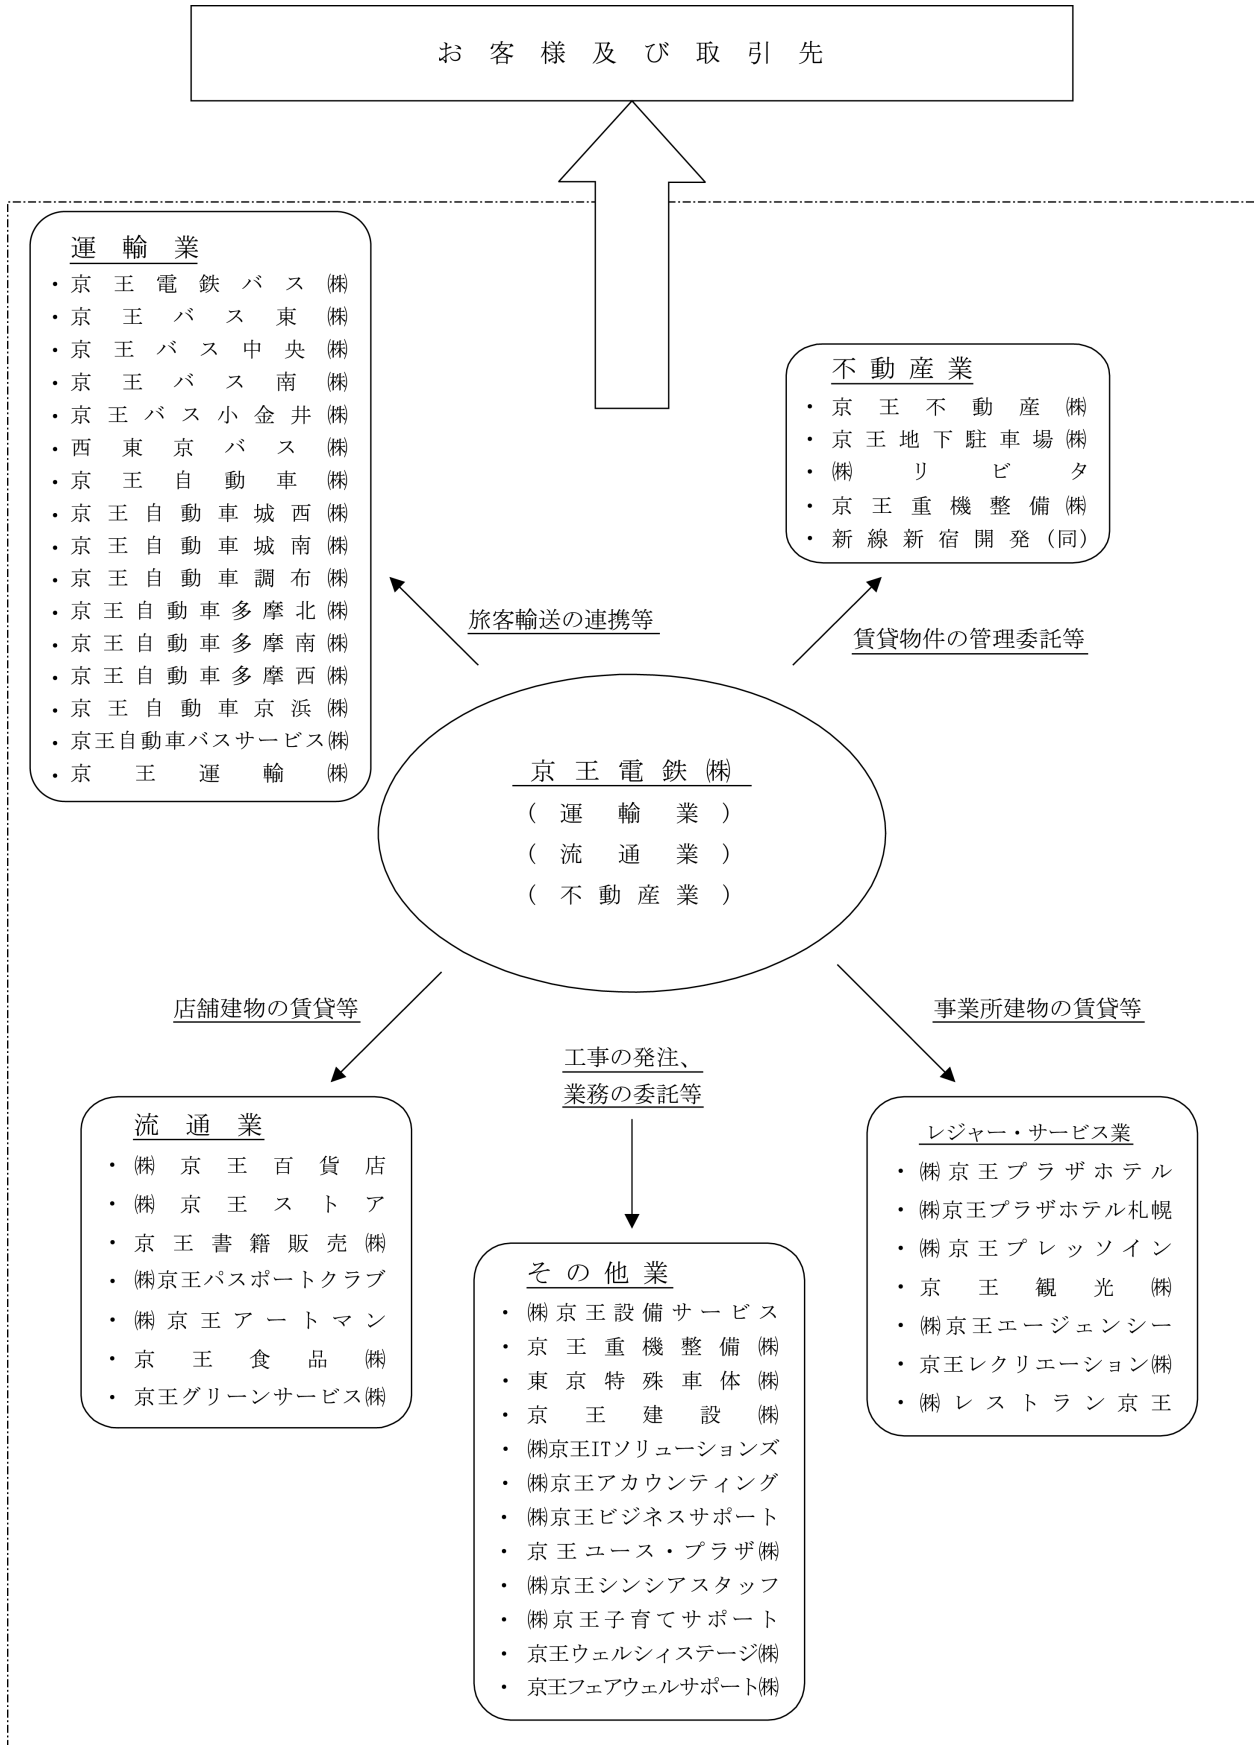 お客様及び取引先
運輸業
・京王電鉄バス㈱
・京王バス東㈱
・京王バス中央㈱
・京王バス南㈱
・京王バス小金井㈱
・西東京バス㈱
・京王自動車㈱
・京王自動車城西㈱
・京王自動車城南㈱
・京王自動車調布㈱
・京王自動車多摩北㈱
・京王自動車多摩南㈱
・京王自動車多摩西㈱
・京王自動車京浜㈱
・京王自動車バスサービス㈱
・京王運輸㈱
不動産業
・京王不動産㈱
・京王地下駐車場㈱
・㈱リビタ
・京王重機整備㈱
・新線新宿開発(同)
旅客輸送の連携等
賃貸物件の管理委託等
京王電鉄㈱
(運輸業)
(流通業)
(不動産業)
店舗建物の賃貸等
工事の発注、
業務の委託等
事業所建物の賃貸等
流通業
・㈱京王百貨店
・㈱京王ストア
・京王書籍販売㈱
・㈱京王パスポートクラブ
・㈱京王アートマン
・京王食品㈱
・京王グリーンサービス㈱
その他業
・㈱京王設備サービス
・京王重機整備㈱
・東京特殊車体㈱
・京王建設㈱
・㈱京王ITソリューションズ
・㈱京王アカウンティング
・㈱京王ビジネスサポート
・京王ユース・プラザ㈱
・㈱京王シンシアスタッフ
・㈱京王子育てサポート
・京王ウェルシィステージ㈱
・京王フェアウェルサポート㈱
レジャー・サービス業
・㈱京王プラザホテル
・㈱京王プラザホテル札幌
・㈱京王プレッソイン
・京王観光㈱
・㈱京王エージェンシー
・京王レクリエーション㈱
・㈱レストラン京王